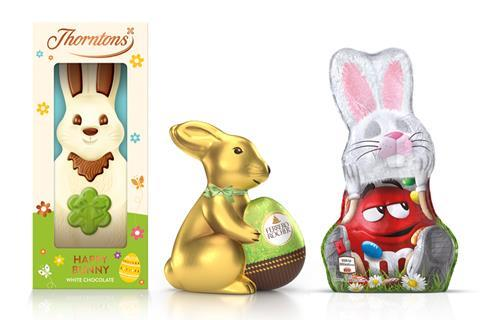 Thorntons
HAPPY
BUNNY
WHITE CHOCOLATE
FERRERO
ROCHER